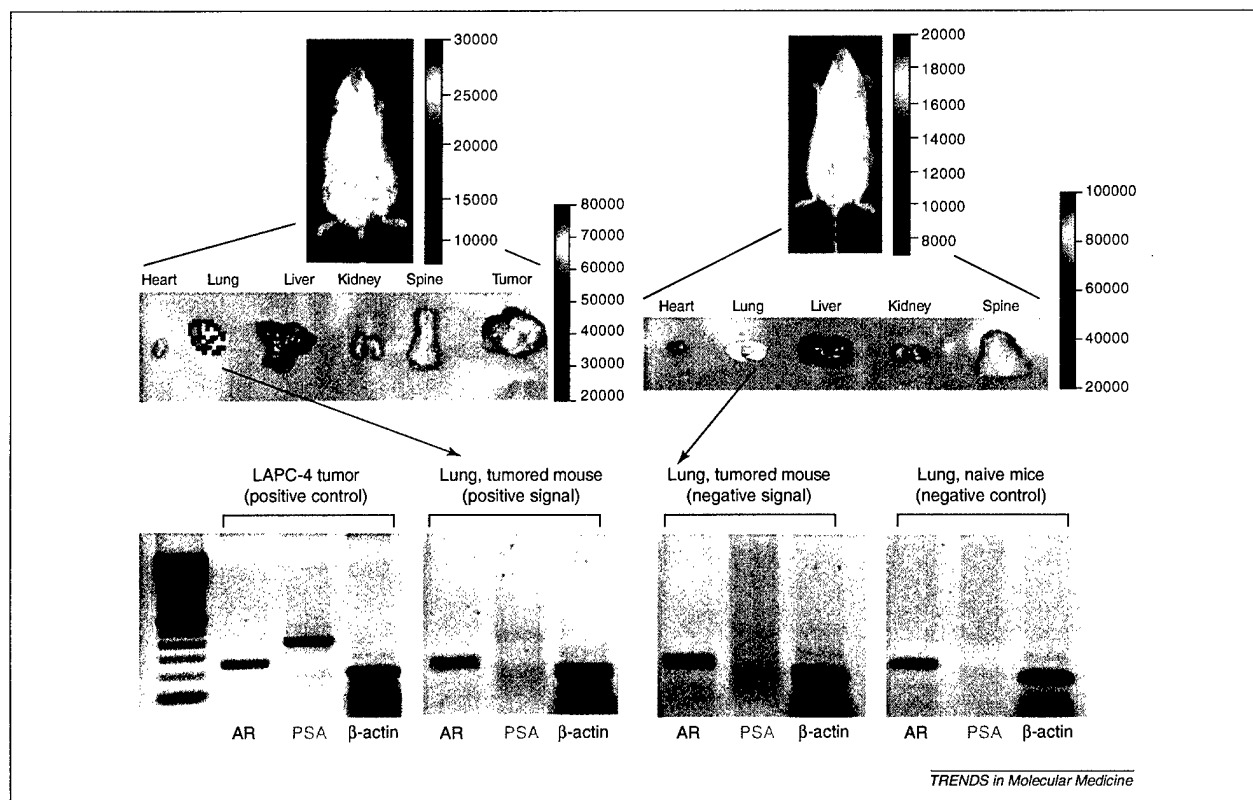 30000
25000
20000
15000
10000
20000
18000
16000
14000
12000
10000
8000
80000
70000
60000
50000
40000
30000
20000
100000
80000
60000
40000
20000
Heart Lung Liver Kidney Spine Tumor
Heart Lung Liver Kidney Spine
LAPC-4 tumor
(positive control)
Lung, tumored mouse
(positive signal)
Lung, tumored mouse
(negative signal)
Lung, naive mice
(negative control)
AR PSA β-actin
AR PSA β-actin
AR PSA β-actin
AR PSA β-actin
TRENDS in Molecular Medicine